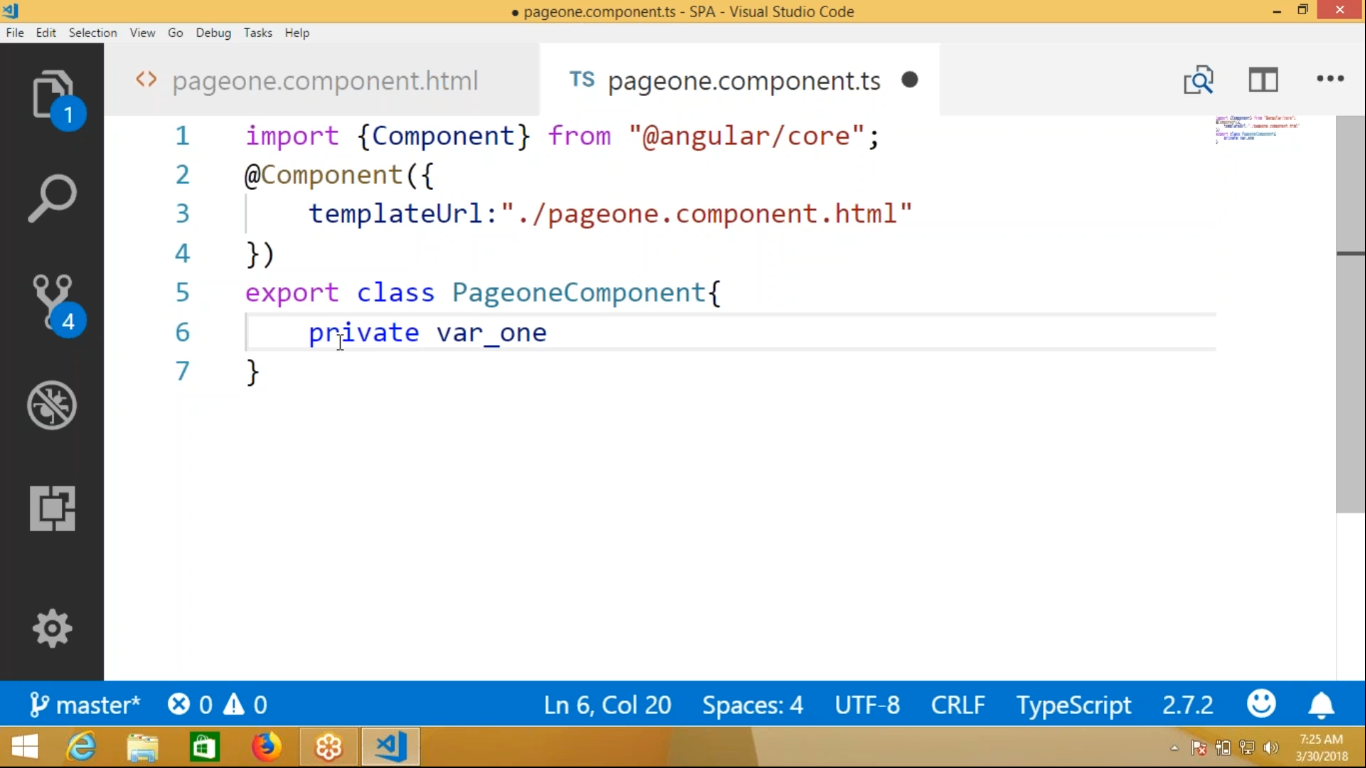 ● pageone.component.ts - SPA - Visual Studio Code
File Edit Selection View Go Debug Tasks Help
<> pageone.component.html TS pageone.component.ts ●
1
4
1 import {Component} from "@angular/core";
2 @Component({
3 templateUrl:"./pageone.component.html"
4 })
5 export class PageoneComponent{
6 private var_one
7 }
master* 0 0 Ln 6, Col 20 Spaces: 4 UTF-8 CRLF TypeScript 2.7.2
7:25 AM
3/30/2018